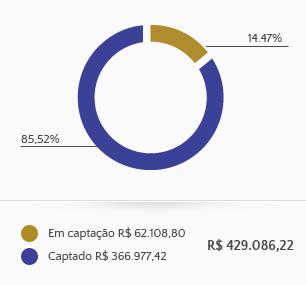 14.47%
85,52%
Em captação R$ 62.108,80
Captado R$ 366.977,42
R$ 429.086,22